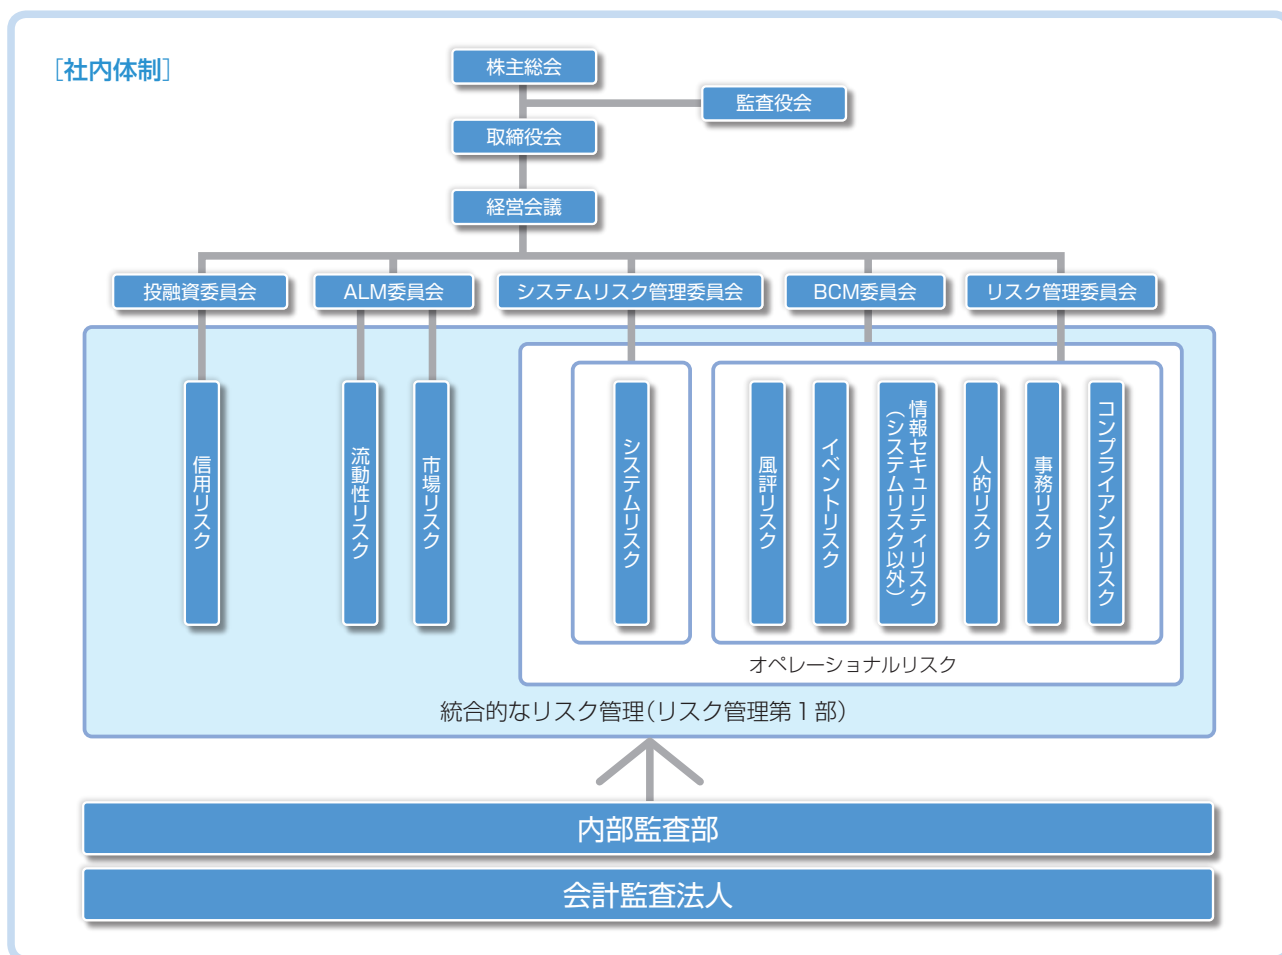 ［社内体制］
株主総会
監査役会
取締役会
経営会議
投融資委員会
ALM委員会
システムリスク管理委員会
BCM委員会
リスク管理委員会
信用リスク
流動性リスク
市場リスク
システムリスク
風評リスク
イベントリスク
情報セキュリティリスク
（システムリスク以外）
人的リスク
事務リスク
コンプライアンスリスク
オペレーショナルリスク
統合的なリスク管理（リスク管理第１部）
内部監査部
会計監査法人